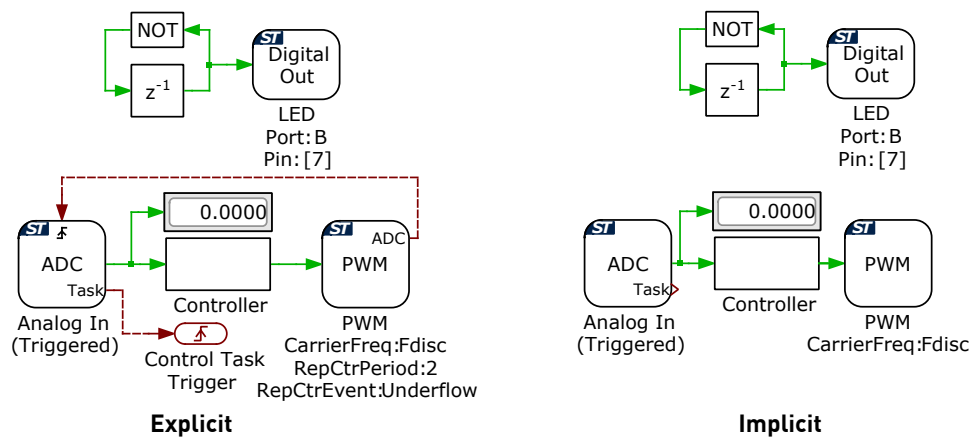 NOT
z-1
ST
Digital
Out
LED
Port:B
Pin:[7]
ST
ADC
Task
Analog In
(Triggered)
0.0000
Controller
Control Task
Trigger
ST
ADC
PWM
PWM
CarrierFreq:Fdisc
RepCtrPeriod:2
RepCtrEvent:Underflow
Explicit
NOT
z-1
ST
Digital
Out
LED
Port:B
Pin:[7]
ST
ADC
Task
Analog In
(Triggered)
0.0000
Controller
ST
PWM
PWM
CarrierFreq:Fdisc
Implicit